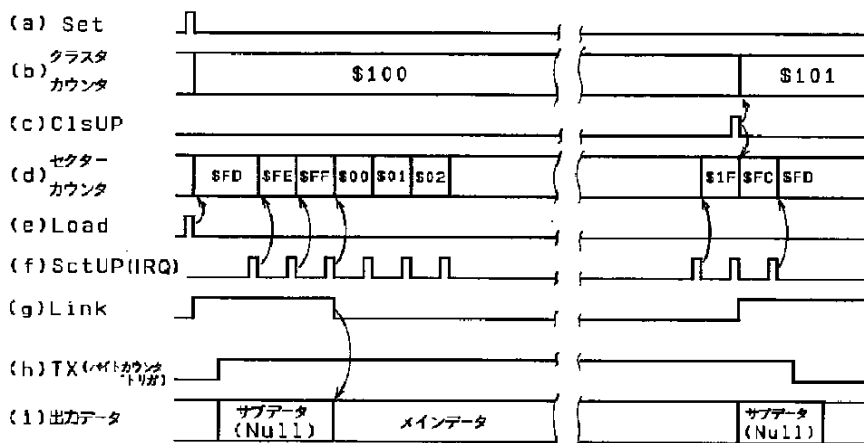 (a) Set
(b) クラスタ
カウンタ
$100
$101
(c) ClsUP
(d) セクター
カウンタ
$FD $FE $FF $00 $01 $02
$1F $FC $FD
(e) Load
(f) SctUP(IRQ)
(g) Link
(h) TX (バイトカウンタ
トリガ)
(i) 出力データ
サブデータ
(Null)
メインデータ
サブデータ
(Null)